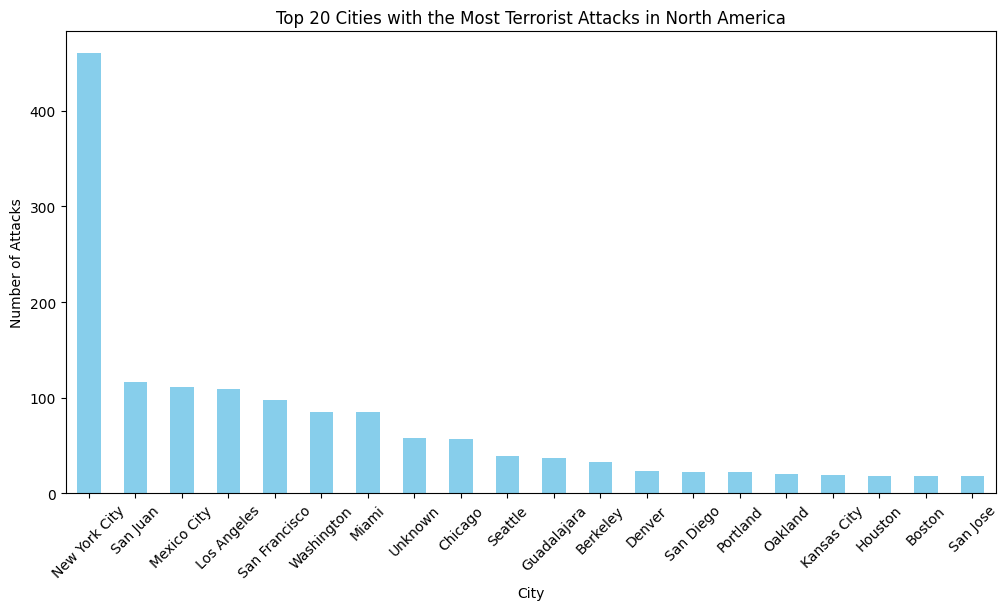 Top 20 Cities with the Most Terrorist Attacks in North America
Number of Attacks
400
300
200
100
0
New York City
San Juan
Mexico City
Los Angeles
San Francisco
Washington
Miami
Unknown
Chicago
Seattle
Guadalajara
Berkeley
Denver
San Diego
Portland
Oakland
Kansas City
Houston
Boston
San Jose
City